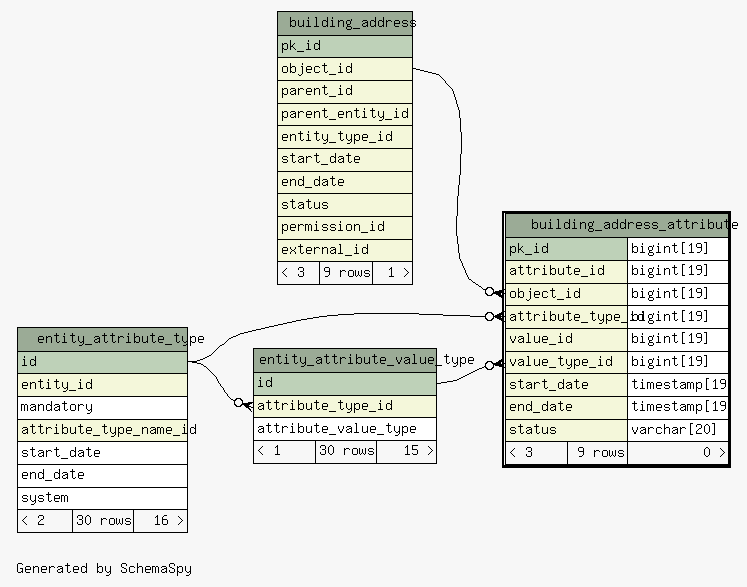 building_address
pk_id
object_id
parent_id
parent_entity_id
entity_type_id
start_date
end_date
status
permission_id
external_id
< 3 9 rows 1 >
building_address_attribute
pk_id bigint[19]
attribute_id bigint[19]
object_id bigint[19]
attribute_type_id bigint[19]
value_id bigint[19]
value_type_id bigint[19]
start_date timestamp[19
end_date timestamp[19
status varchar[20]
< 3 9 rows 0 >
entity_attribute_type
id
entity_id
mandatory
attribute_type_name_id
start_date
end_date
system
< 2 30 rows 16 >
entity_attribute_value_type
id
attribute_type_id
attribute_value_type
< 1 30 rows 15 >
Generated by SchemaSpy